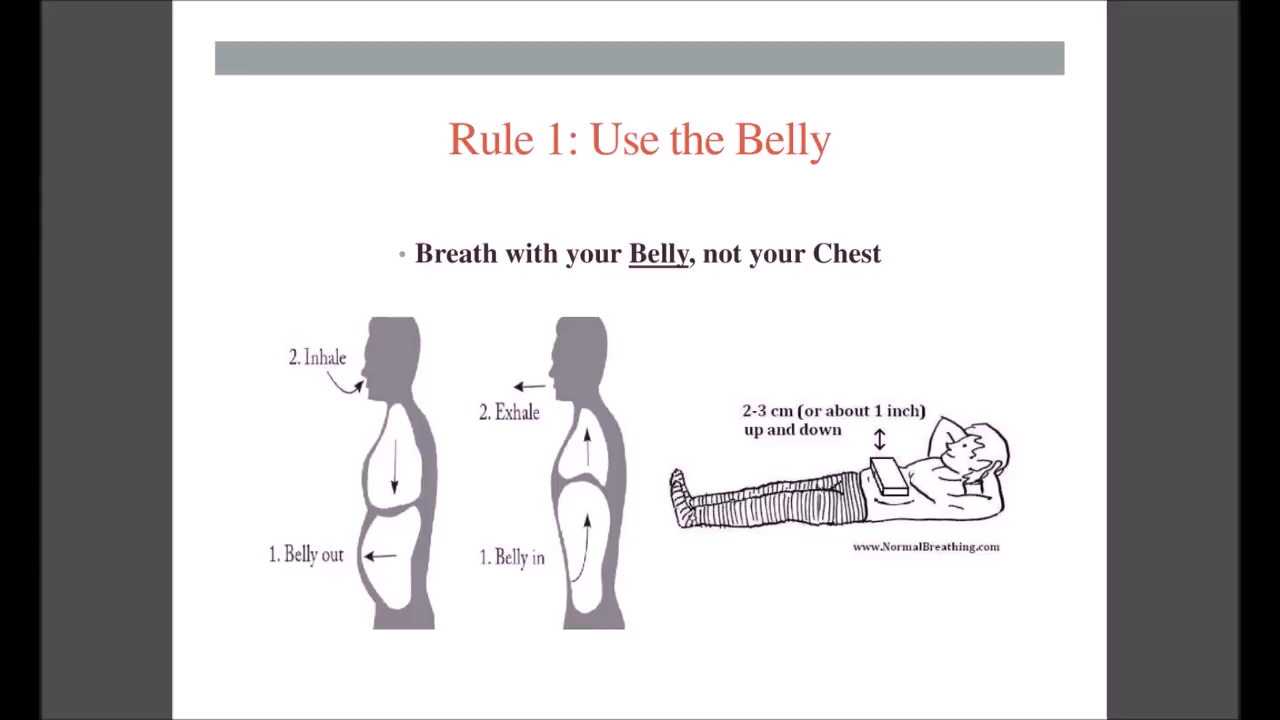 Rule 1: Use the Belly
• Breath with your Belly, not your Chest
2. Inhale
1. Belly out
2. Exhale
1. Belly in
2-3 cm (or about 1 inch)
up and down
www.NormalBreathing.com